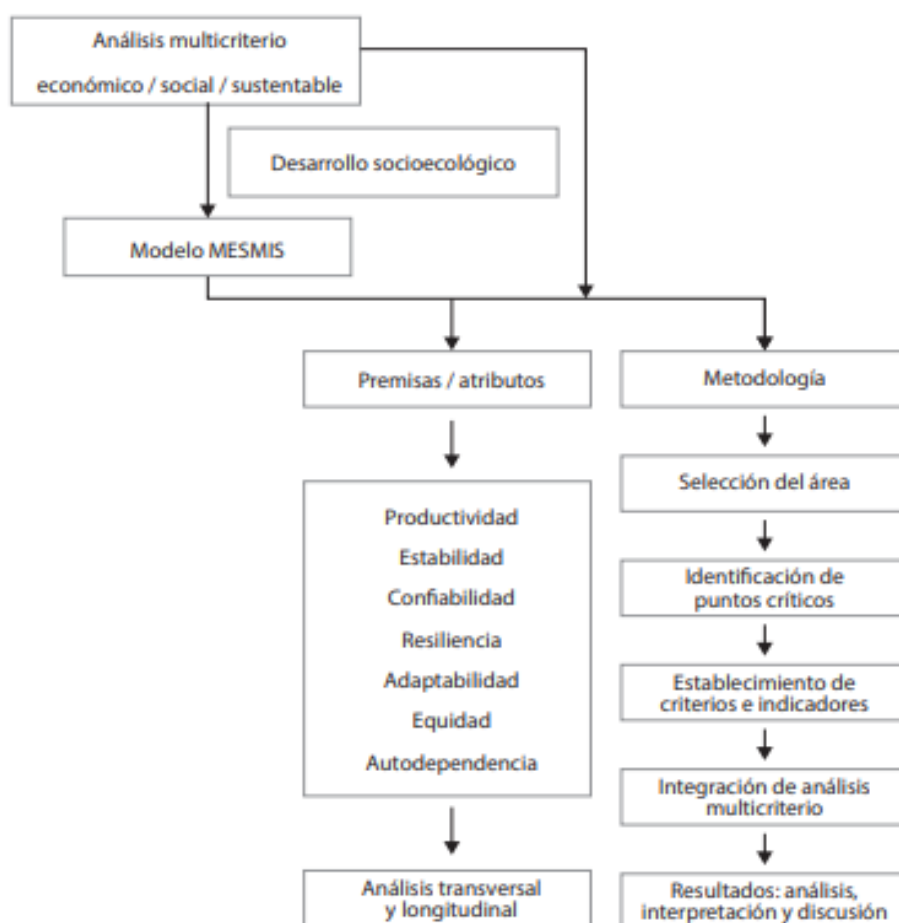 Análisis multicriterio
económico / social / sustentable
Desarrollo socioecológico
Modelo MESMIS
Premisas / atributos
Metodología
Productividad
Estabilidad
Confiabilidad
Resiliencia
Adaptabilidad
Equidad
Autodependencia
Análisis transversal
y longitudinal
Selección del área
Identificación de
puntos críticos
Establecimiento de
criterios e indicadores
Integración de análisis
multicriterio
Resultados: análisis,
interpretación y discusión